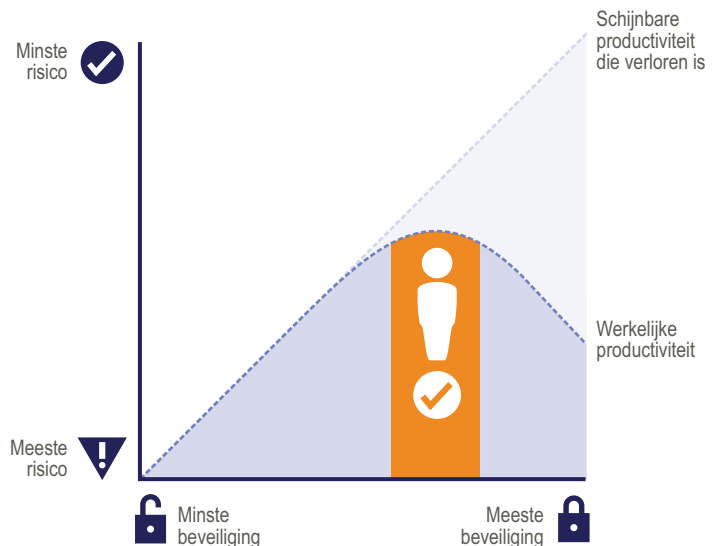 Schijnbare
productiviteit
die verloren is
Minste
risico
Werkelijke
productiviteit
Meeste
risico
Minste
beveiliging
Meeste
beveiliging